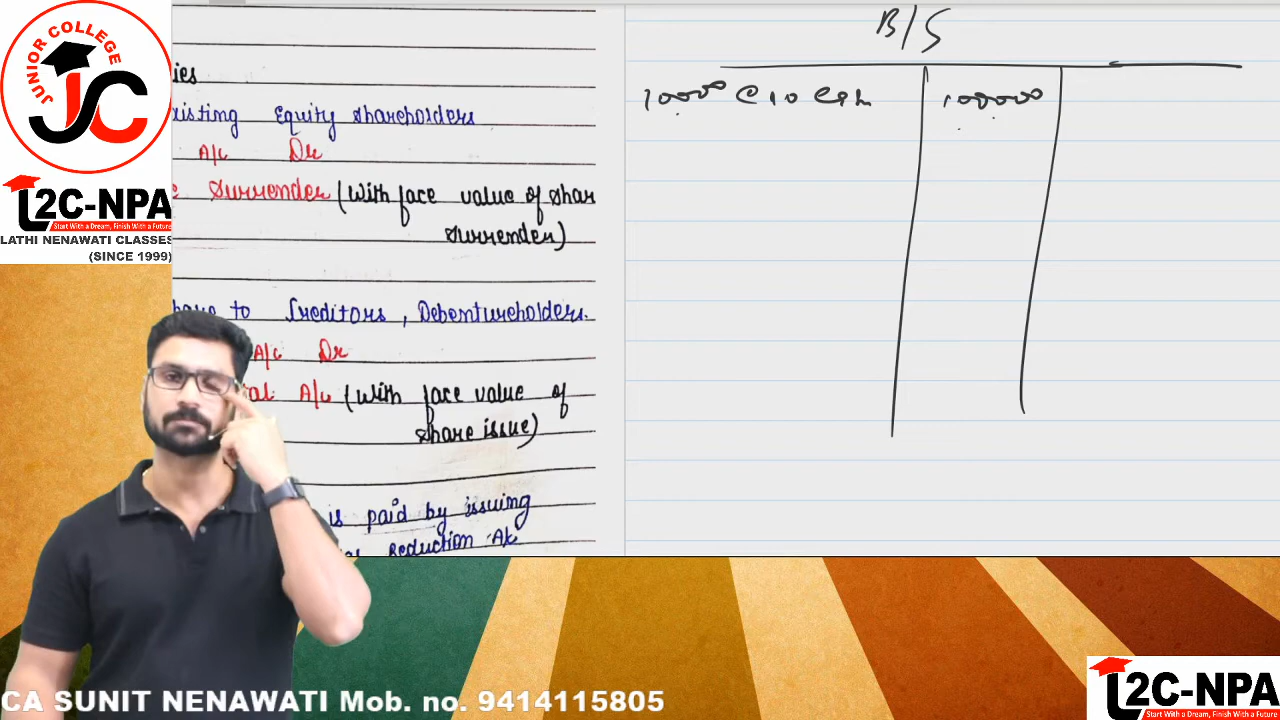 JUNIOR COLLEGE
JC
L2C-NPA
Start With a Dream, Finish With a Future
LATHI NENAWATI CLASSES
(SINCE 1999)
ies
xisting Equity shareholders
A/c Dr
e Surrender (With face value of share
surrender)
hare to Creditors, Debentureholders.
A/c Dr
tal A/c (With face value of
share issue)
is paid by issuing
Reduction A/c
B/S
10000 @ 10 each 100000
CA SUNIT NENAWATI Mob. no. 9414115805
L2C-NPA
Start With a Dream, Finish With a Future